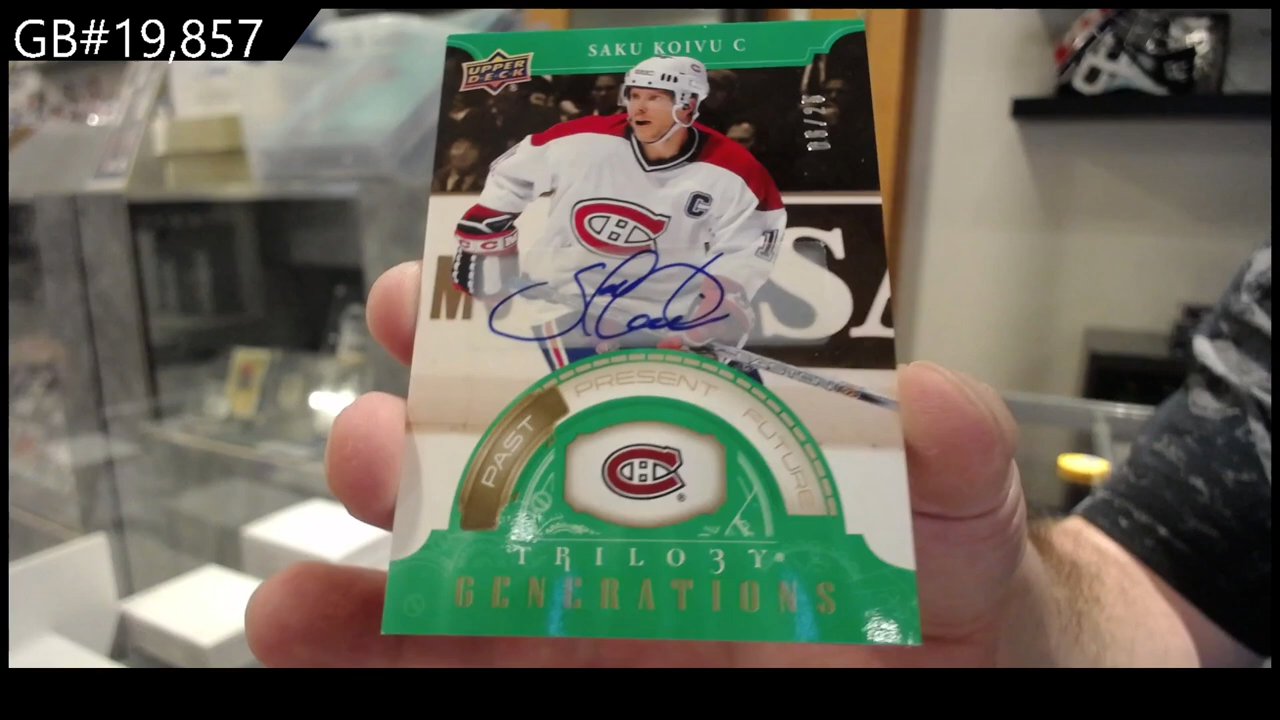 GB#19,857
SAKU KOIVU C
UPPER
DECK
C
PAST PRESENT FUTURE
TRILO3Y
GENERATIONS